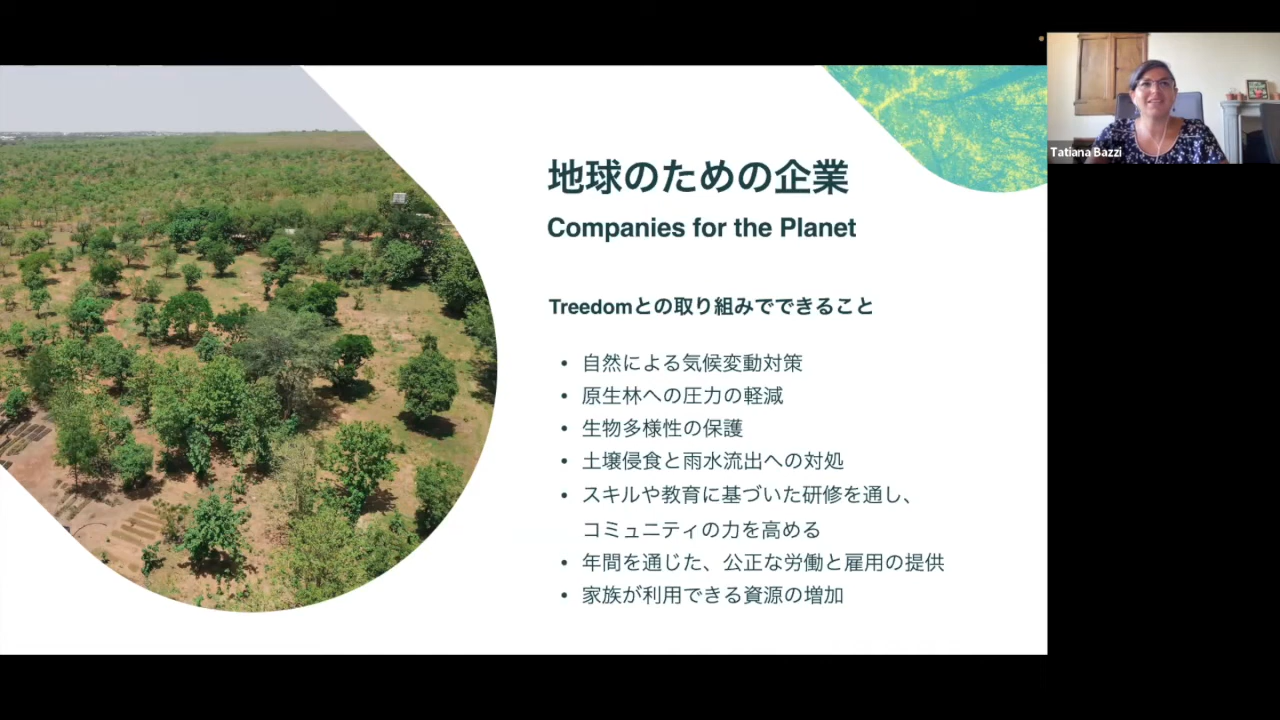 地球のための企業
Companies for the Planet
Treedomとの取り組みでできること
• 自然による気候変動対策
• 原生林への圧力の軽減
• 生物多様性の保護
• 土壌侵食と雨水流出への対処
• スキルや教育に基づいた研修を通し、
コミュニティの力を高める
• 年間を通じた、公正な労働と雇用の提供
• 家族が利用できる資源の増加
Tatiana Bazzi